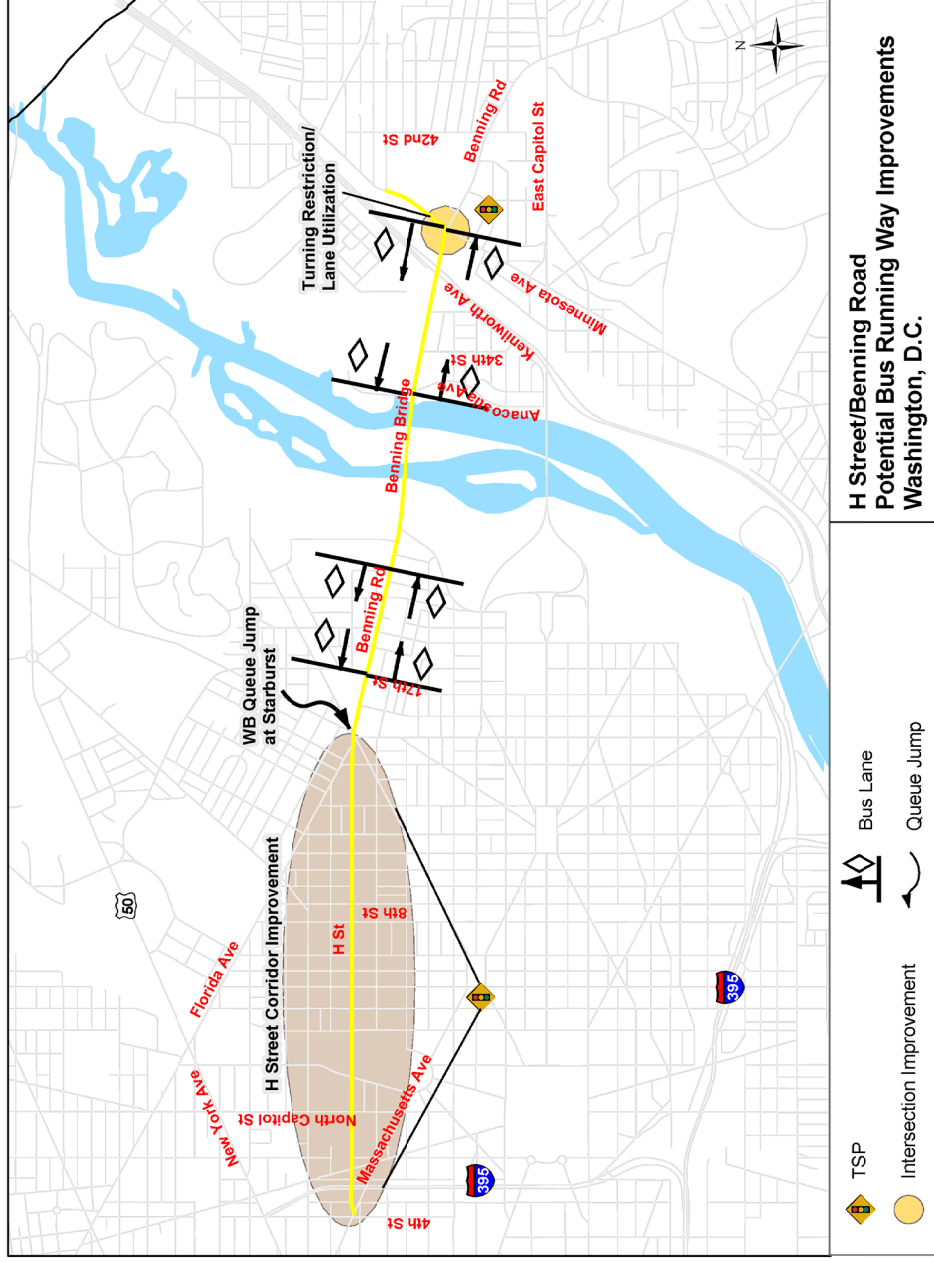 50
New York Ave
Florida Ave
North Capitol St
H Street Corridor Improvement
H St
8th St
4th St
Massachusetts Ave
395
395
WB Queue Jump
at Starburst
17th St
Benning Rd
Benning Bridge
Anacostia Ave
34th St
Kenilworth Ave
Minnesota Ave
Turning Restriction/
Lane Utilization
42nd St
Benning Rd
East Capitol St
N
TSP
Intersection Improvement
Bus Lane
Queue Jump
H Street/Benning Road
Potential Bus Running Way Improvements
Washington, D.C.